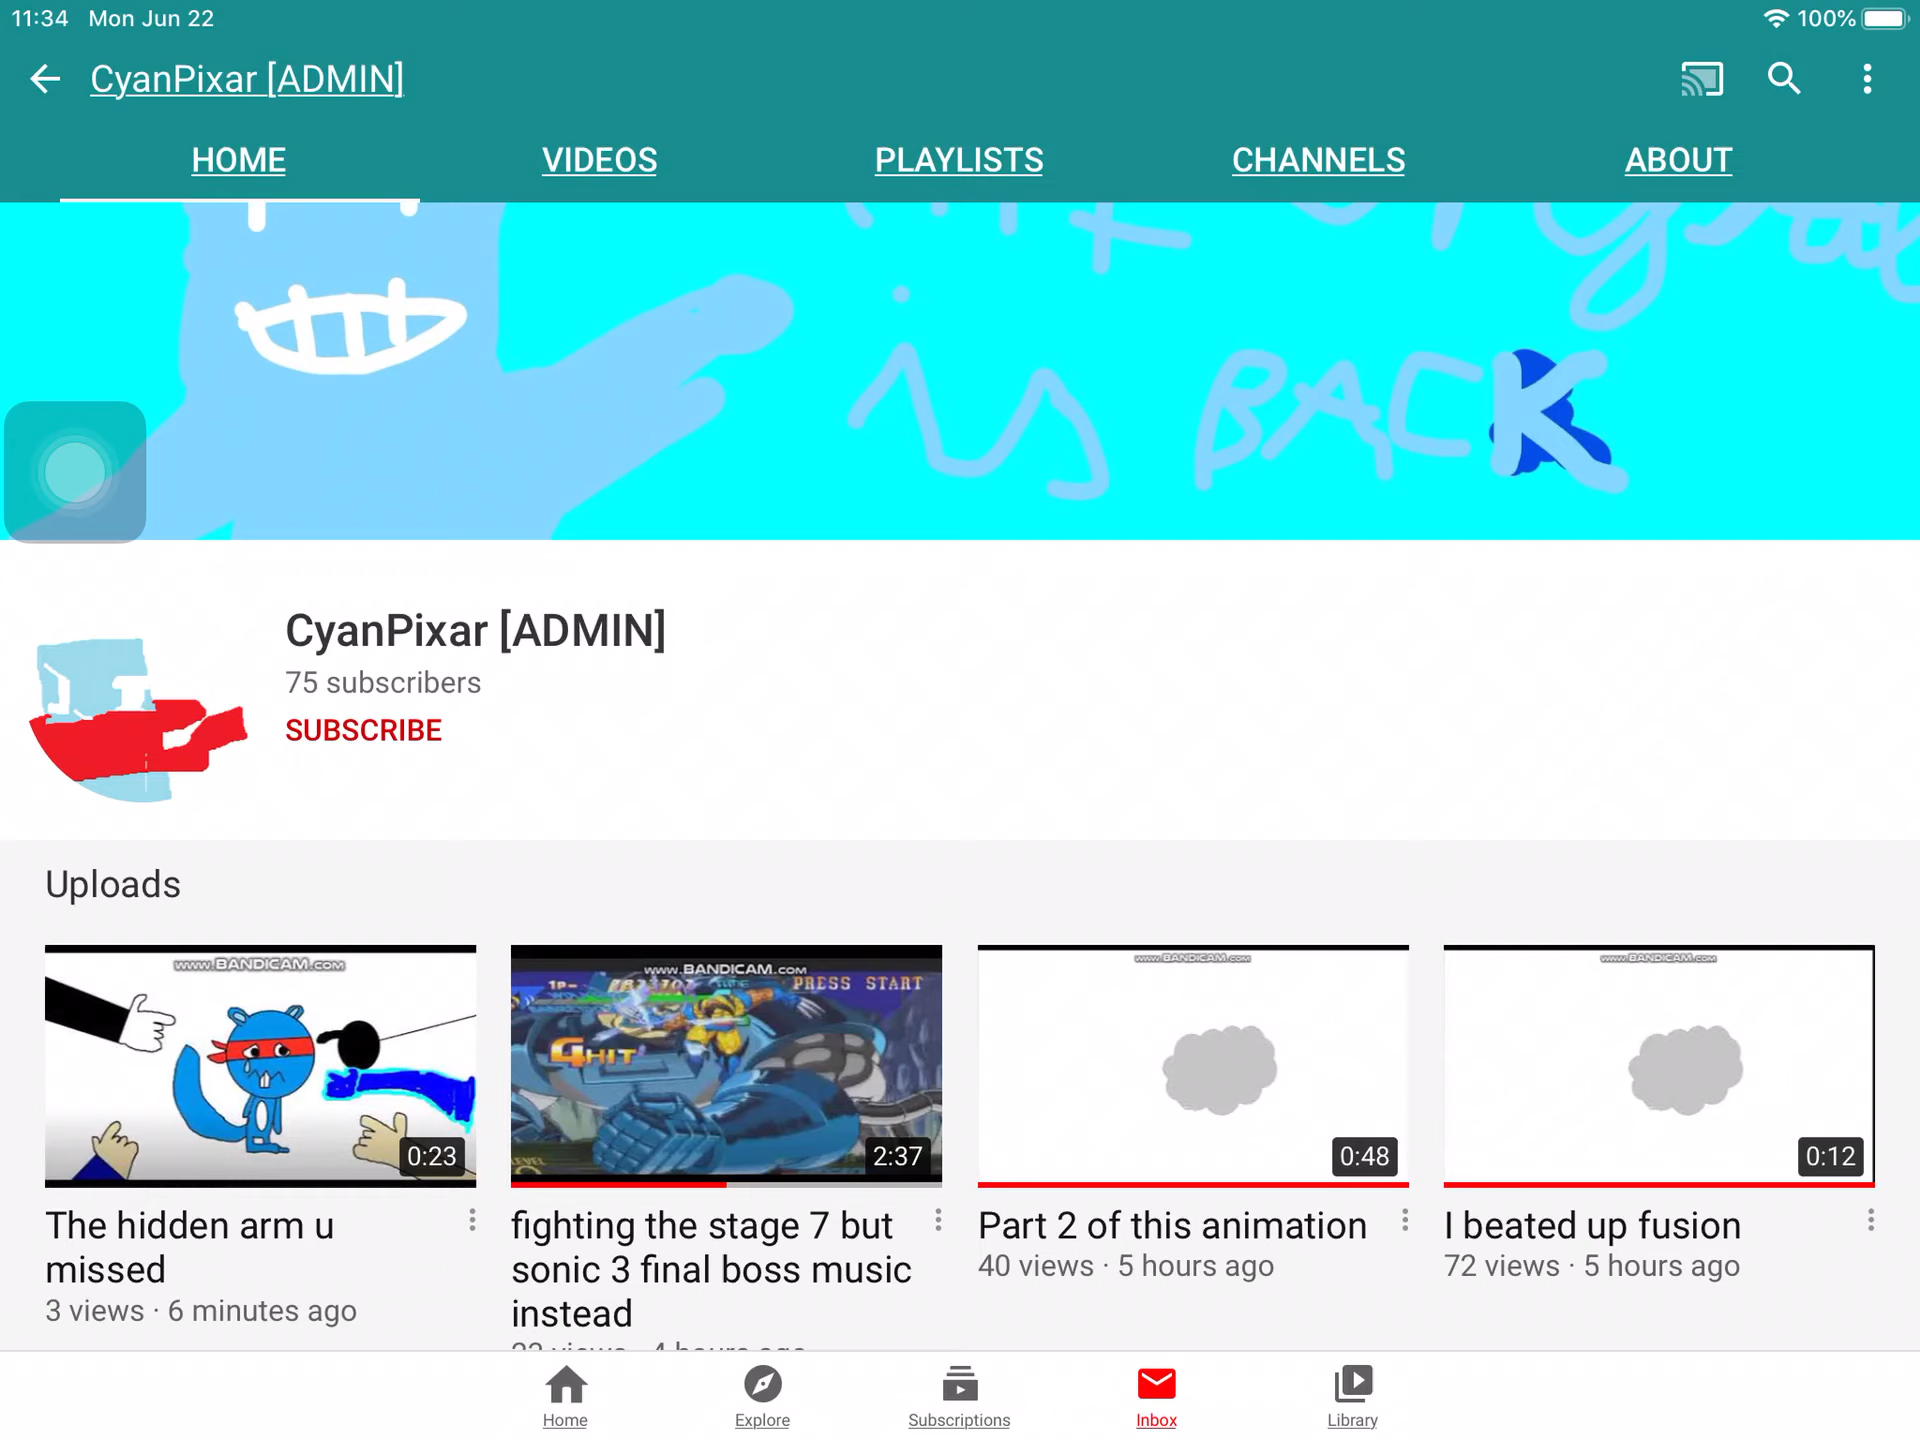 11:34 Mon Jun 22 100%
CyanPixar [ADMIN]
HOME VIDEOS PLAYLISTS CHANNELS ABOUT
is BACK
CyanPixar [ADMIN]
75 subscribers
SUBSCRIBE
Uploads
www.BANDICAM.com
0:23
The hidden arm u
missed
3 views · 6 minutes ago
www.BANDICAM.com
1P-
PRESS START
HIT
LEVEL
2:37
fighting the stage 7 but
sonic 3 final boss music
instead
www.BANDICAM.com
0:48
Part 2 of this animation
40 views · 5 hours ago
www.BANDICAM.com
0:12
I beated up fusion
72 views · 5 hours ago
Home Explore Subscriptions Inbox Library